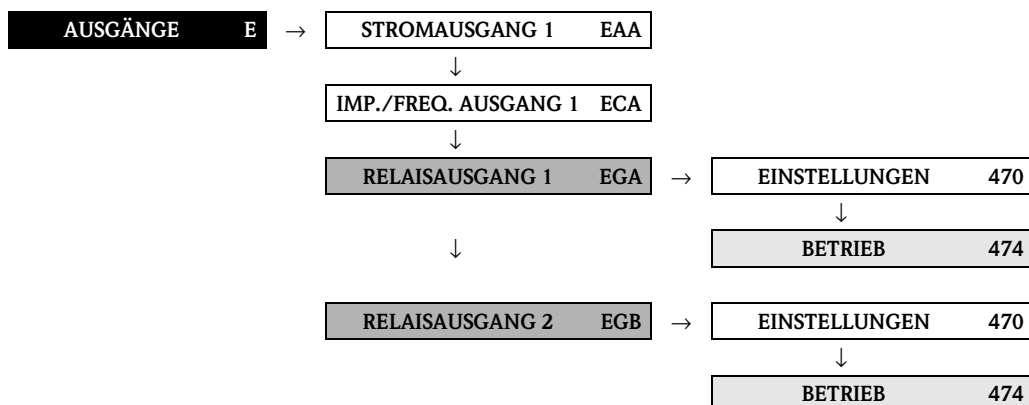 AUSGÄNGE E → STROMAUSGANG 1 EAA
↓
IMP./FREQ. AUSGANG 1 ECA
↓
RELAISAUSGANG 1 EGA → EINSTELLUNGEN 470
↓
↓ BETRIEB 474
RELAISAUSGANG 2 EGB → EINSTELLUNGEN 470
↓
BETRIEB 474